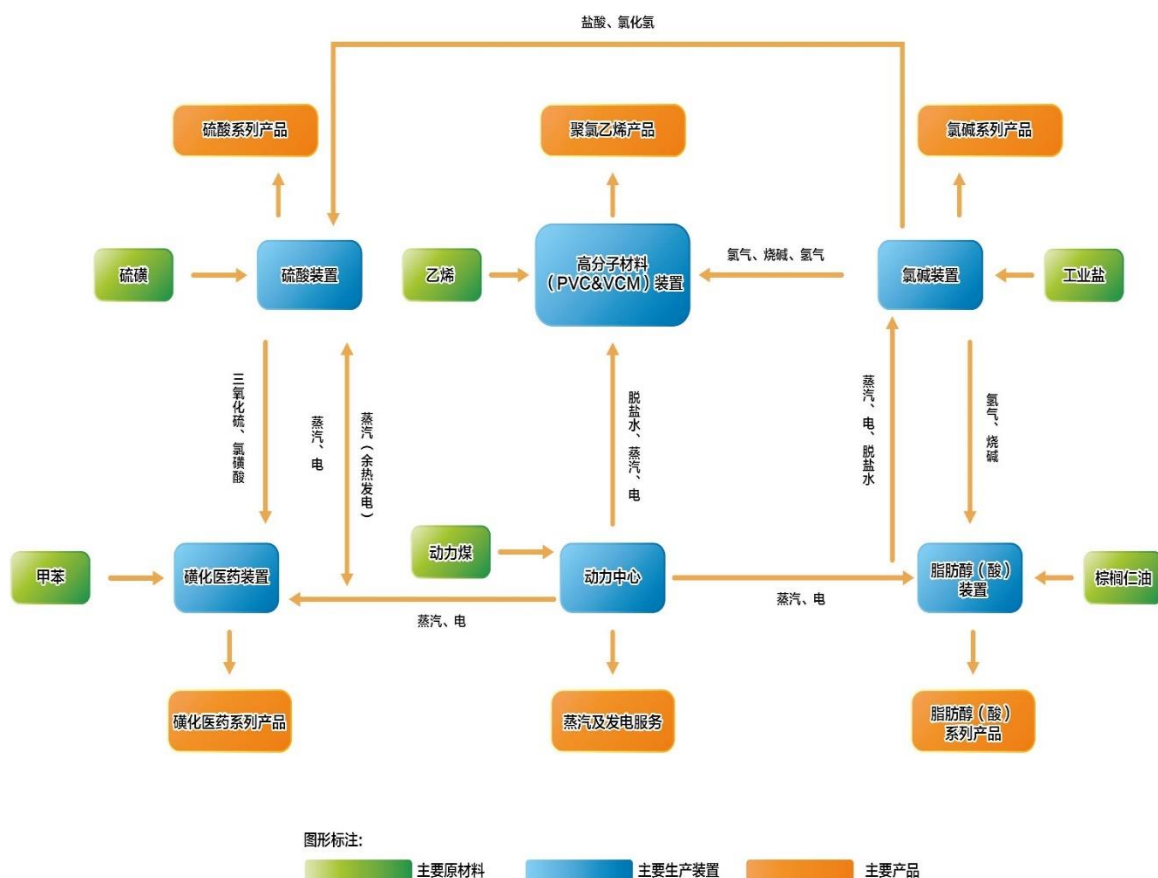 盐酸、氯化氢
硫酸系列产品
聚氯乙烯产品
氯碱系列产品
硫磺
硫酸装置
乙烯
高分子材料
（PVC&VCM）装置
氯气、烧碱、氢气
氯碱装置
工业盐
三氧化硫、氯磺酸
蒸汽、电
蒸汽（余热发电）
脱盐水、蒸汽、电
蒸汽、电、脱盐水
氢气、烧碱
甲苯
磺化医药装置
动力煤
动力中心
脂肪醇（酸）
装置
棕榈仁油
蒸汽、电
蒸汽、电
磺化医药系列产品
蒸汽及发电服务
脂肪醇（酸）
系列产品
图形标注：
主要原材料
主要生产装置
主要产品